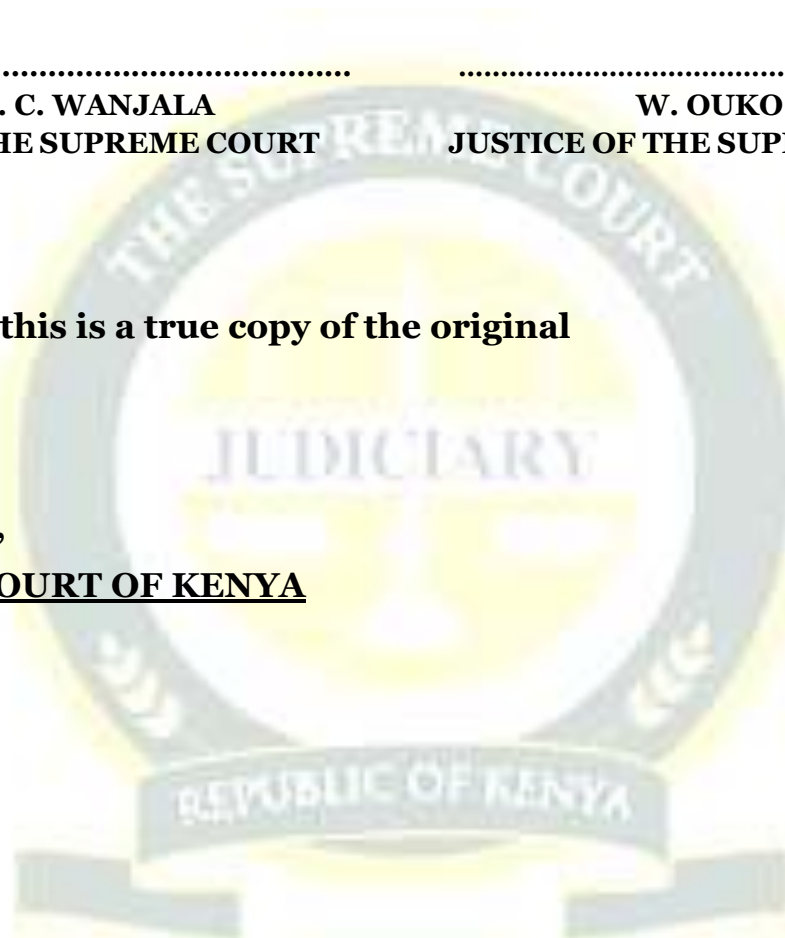 .................................... ....................................
. C. WANJALA W. OUKO
HE SUPREME COURT JUSTICE OF THE SUP
this is a true copy of the original
,
OURT OF KENYA
THE SUPREME COURT
JUDICIARY
REPUBLIC OF KENYA